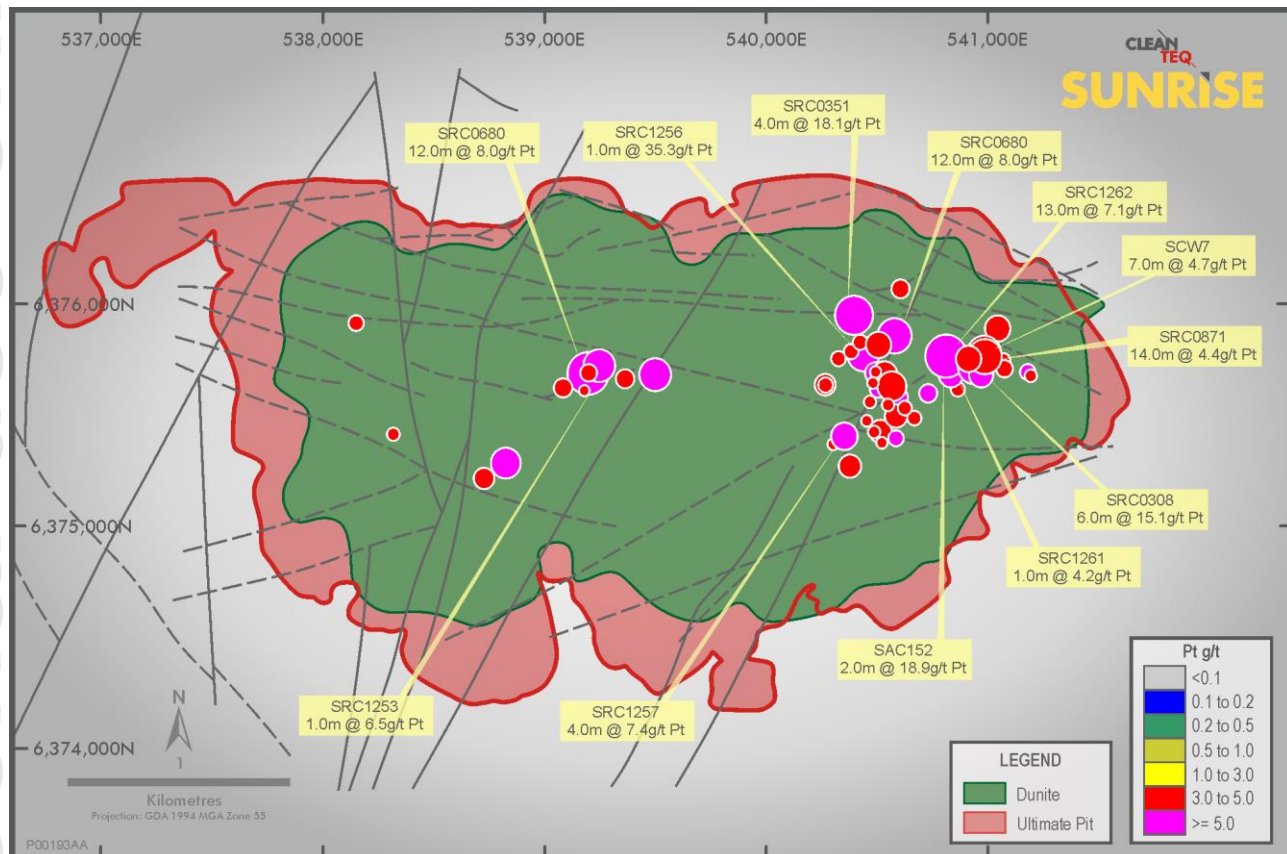 537,000E
538,000E
539,000E
540,000E
541,000E
CLEAN
TEQ
SUNRISE
SRC0351
4.0m @ 18.1g/t Pt
SRC0680
12.0m @ 8.0g/t Pt
SRC1256
1.0m @ 35.3g/t Pt
SRC0680
12.0m @ 8.0g/t Pt
SRC1262
13.0m @ 7.1g/t Pt
SCW7
7.0m @ 4.7g/t Pt
6,376,000N
SRC0871
14.0m @ 4.4g/t Pt
SRC0308
6.0m @ 15.1g/t Pt
6,375,000N
SRC1261
1.0m @ 4.2g/t Pt
SAC152
2.0m @ 18.9g/t Pt
SRC1253
1.0m @ 6.5g/t Pt
SRC1257
4.0m @ 7.4g/t Pt
6,374,000N
N
1
Kilometres
Projection: GDA 1994 MGA Zone 55
P00193AA
LEGEND
Dunite
Ultimate Pit
Pt g/t
<0.1
0.1 to 0.2
0.2 to 0.5
0.5 to 1.0
1.0 to 3.0
3.0 to 5.0
>= 5.0